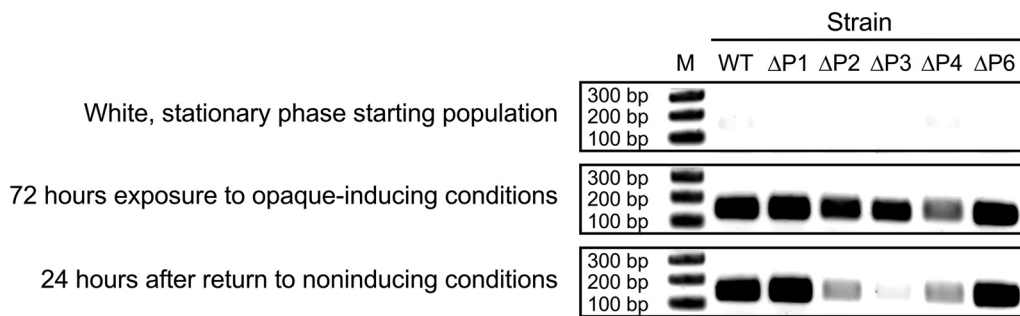 Strain
M WT ΔP1 ΔP2 ΔP3 ΔP4 ΔP6
White, stationary phase starting population
300 bp
200 bp
100 bp
72 hours exposure to opaque-inducing conditions
300 bp
200 bp
100 bp
24 hours after return to noninducing conditions
300 bp
200 bp
100 bp